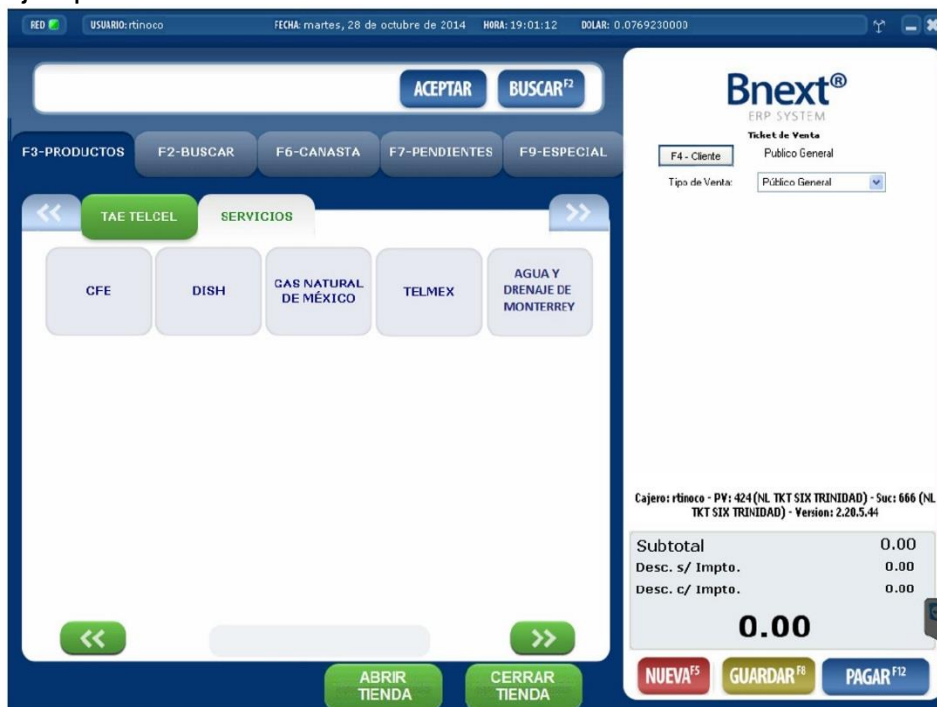 RED USUARIO: rtinoco FECHA: martes, 28 de octubre de 2014 HORA: 19:01:12 DOLAR: 0.0769230000
ACEPTAR BUSCAR F2
F3-PRODUCTOS F2-BUSCAR F6-CANASTA F7-PENDIENTES F9-ESPECIAL
<< TAE TELCEL SERVICIOS >>
CFE
DISH
GAS NATURAL
DE MÉXICO
TELMEX
AGUA Y
DRENAJE DE
MONTERREY
<< >>
ABRIR
TIENDA
CERRAR
TIENDA
Bnext®
ERP SYSTEM
Ticket de Venta
F4 - Cliente Publico General
Tipo de Venta: Público General
Cajero: rtinoco - PV: 424 (NL TKT SIX TRINIDAD) - Suc: 666 (NL
TKT SIX TRINIDAD) - Version: 2.20.5.44
Subtotal 0.00
Desc. s/ Impto. 0.00
Desc. c/ Impto. 0.00
0.00
NUEVA F5 GUARDAR F8 PAGAR F12